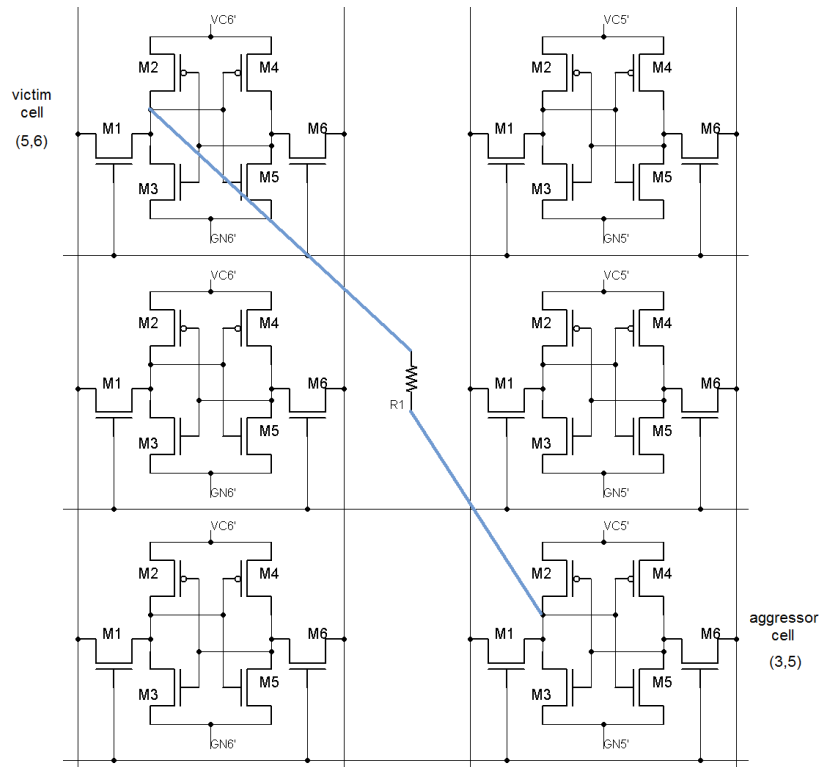 VC6'
VC5'
M2
M4
M2
M4
victim
cell
(5,6)
M1
M6
M1
M6
M3
M5
M3
M5
GN6'
GN5'
VC6'
VC5'
M2
M4
M2
M4
M1
M6
M1
M6
R1
M3
M5
M3
M5
GN6'
GN5'
VC6'
VC5'
M2
M4
M2
M4
M1
M6
M1
M6
aggressor
cell
(3,5)
M3
M5
M3
M5
GN6'
GN5'